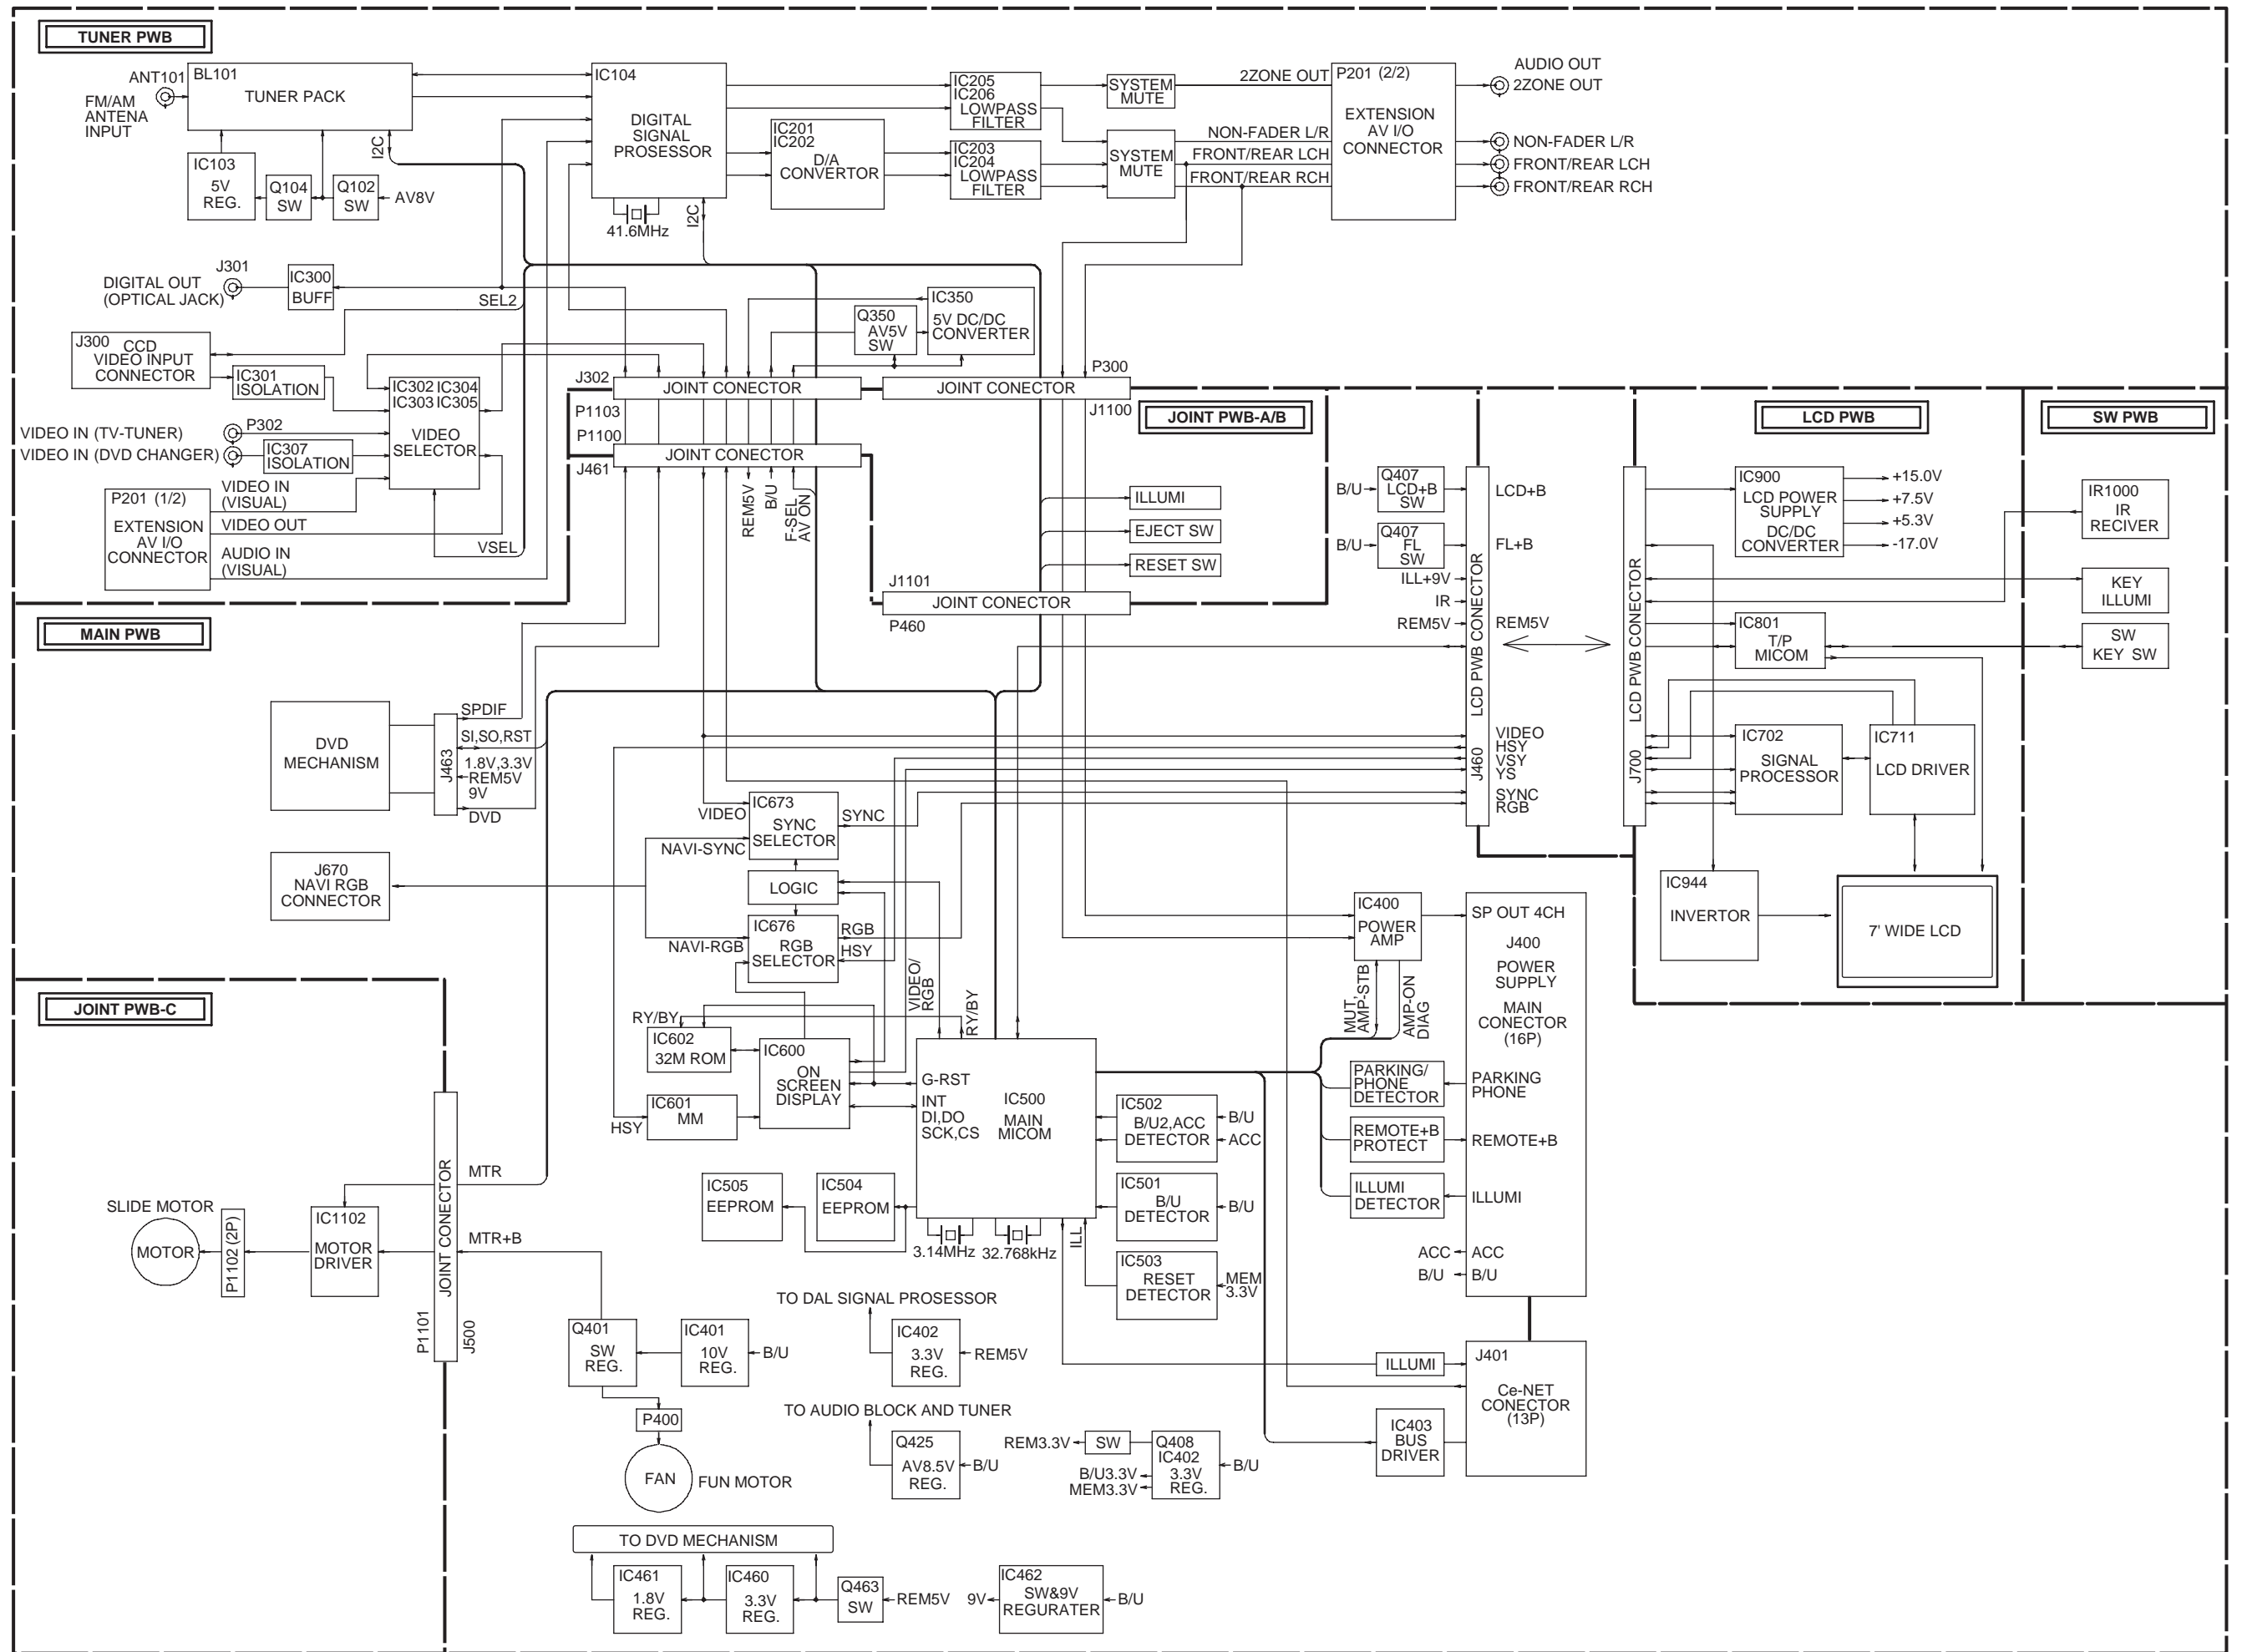 TUNER PWB
ANT101
FM/AM
ANTENA
INPUT
BL101
TUNER PACK
I2C
IC103
5V
REG.
Q104
SW
Q102
SW
AV8V
IC104
DIGITAL
SIGNAL
PROSESSOR
41.6MHz
I2C
IC201
IC202
D/A
CONVERTOR
IC205
IC206
LOWPASS
FILTER
IC203
IC204
LOWPASS
FILTER
SYSTEM
MUTE
SYSTEM
MUTE
2ZONE OUT
NON-FADER L/R
FRONT/REAR LCH
FRONT/REAR RCH
P201 (2/2)
EXTENSION
AV I/O
CONNECTOR
AUDIO OUT
2ZONE OUT
NON-FADER L/R
FRONT/REAR LCH
FRONT/REAR RCH
J301
DIGITAL OUT
(OPTICAL JACK)
IC300
BUFF
SEL2
J300
CCD
VIDEO INPUT
CONNECTOR
IC301
ISOLATION
IC302 IC304
IC303 IC305
VIDEO
SELECTOR
VIDEO IN (TV-TUNER)
P302
VIDEO IN (DVD CHANGER)
IC307
ISOLATION
P201 (1/2)
EXTENSION
AV I/O
CONNECTOR
VIDEO IN
(VISUAL)
VIDEO OUT
AUDIO IN
(VISUAL)
VSEL
Q350
AV5V
SW
IC350
5V DC/DC
CONVERTER
J302
JOINT CONECTOR
JOINT CONECTOR
P300
P1103
J1100
P1100
JOINT CONECTOR
J461
REM5V
B/U
F-SEL
AV ON
JOINT PWB-A/B
ILLUMI
EJECT SW
RESET SW
J1101
JOINT CONECTOR
P460
B/U
Q407
LCD+B
SW
LCD+B
B/U
Q407
FL
SW
FL+B
ILL+9V
IR
REM5V
REM5V
LCD PWB CONECTOR
J460
VIDEO
HSY
VSY
YS
SYNC
RGB
LCD PWB
LCD PWB CONECTOR
J700
IC900
LCD POWER
SUPPLY
DC/DC
CONVERTER
+15.0V
+7.5V
+5.3V
-17.0V
IC801
T/P
MICOM
IC702
SIGNAL
PROCESSOR
IC711
LCD DRIVER
IC944
INVERTOR
7' WIDE LCD
SW PWB
IR1000
IR
RECIVER
KEY
ILLUMI
SW
KEY SW
MAIN PWB
DVD
MECHANISM
J463
SPDIF
SI,SO,RST
1.8V,3.3V
REM5V
9V
DVD
J670
NAVI RGB
CONNECTOR
VIDEO
NAVI-SYNC
IC673
SYNC
SELECTOR
SYNC
LOGIC
NAVI-RGB
IC676
RGB
SELECTOR
RGB
HSY
VIDEO/
RGB
RY/BY
RY/BY
IC602
32M ROM
IC600
ON
SCREEN
DISPLAY
HSY
IC601
MM
G-RST
INT
DI,DO
SCK,CS
IC500
MAIN
MICOM
IC502
B/U2,ACC
DETECTOR
B/U
ACC
IC501
B/U
DETECTOR
B/U
IC503
RESET
DETECTOR
MEM
3.3V
IC505
EEPROM
IC504
EEPROM
3.14MHz
32.768kHz
ILL
IC400
POWER
AMP
MUT,
AMP-STB
AMP-ON
DIAG
SP OUT 4CH
J400
POWER
SUPPLY
MAIN
CONECTOR
(16P)
PARKING/
PHONE
DETECTOR
PARKING
PHONE
REMOTE+B
PROTECT
REMOTE+B
ILLUMI
DETECTOR
ILLUMI
ACC
ACC
B/U
B/U
ILLUMI
J401
Ce-NET
CONECTOR
(13P)
IC403
BUS
DRIVER
JOINT PWB-C
SLIDE MOTOR
MOTOR
P1102 (2P)
IC1102
MOTOR
DRIVER
JOINT CONECTOR
P1101
J500
MTR
MTR+B
Q401
SW
REG.
IC401
10V
REG.
B/U
P400
FAN
FUN MOTOR
TO DAL SIGNAL PROSESSOR
IC402
3.3V
REG.
REM5V
TO AUDIO BLOCK AND TUNER
Q425
AV8.5V
REG.
B/U
REM3.3V
SW
B/U3.3V
MEM3.3V
Q408
IC402
3.3V
REG.
B/U
TO DVD MECHANISM
IC461
1.8V
REG.
IC460
3.3V
REG.
Q463
SW
REM5V
9V
IC462
SW&9V
REGURATER
B/U